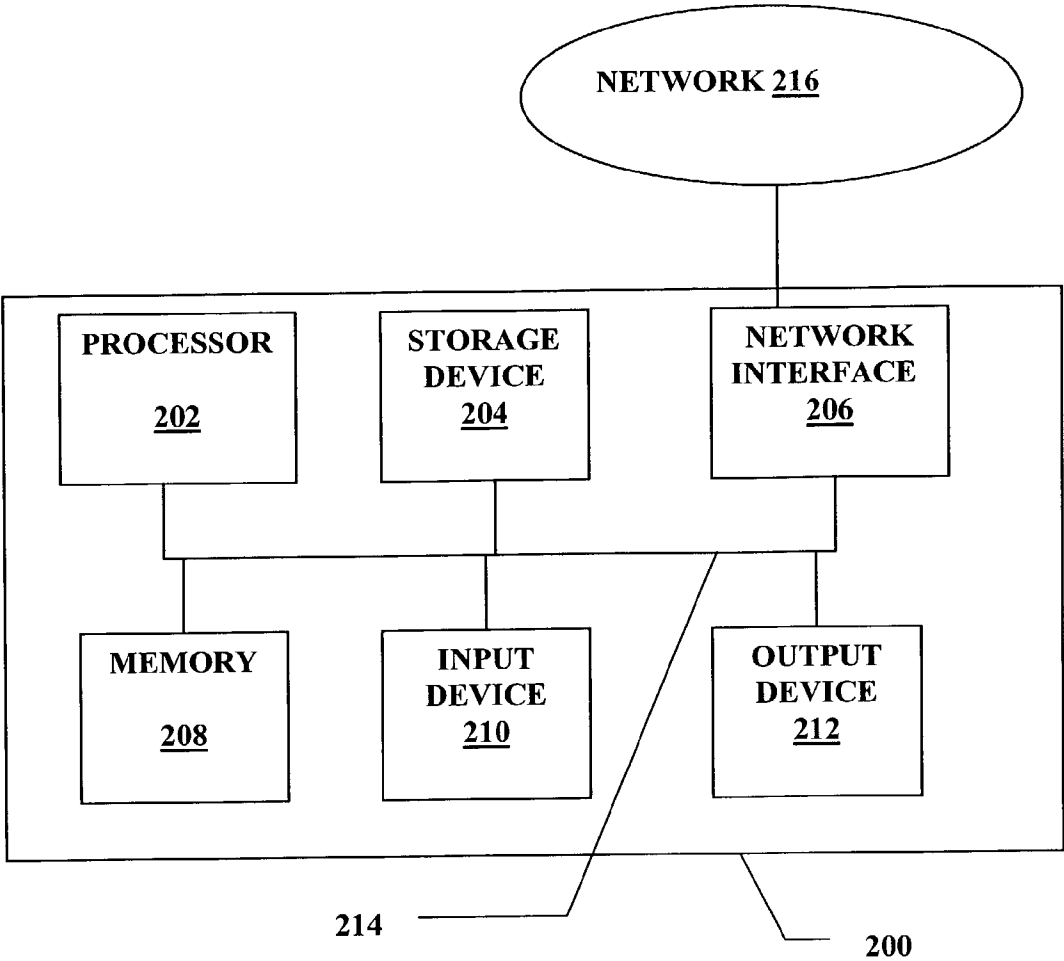 NETWORK 216
PROCESSOR
202
STORAGE
DEVICE
204
NETWORK
INTERFACE
206
MEMORY
208
INPUT
DEVICE
210
OUTPUT
DEVICE
212
214
200